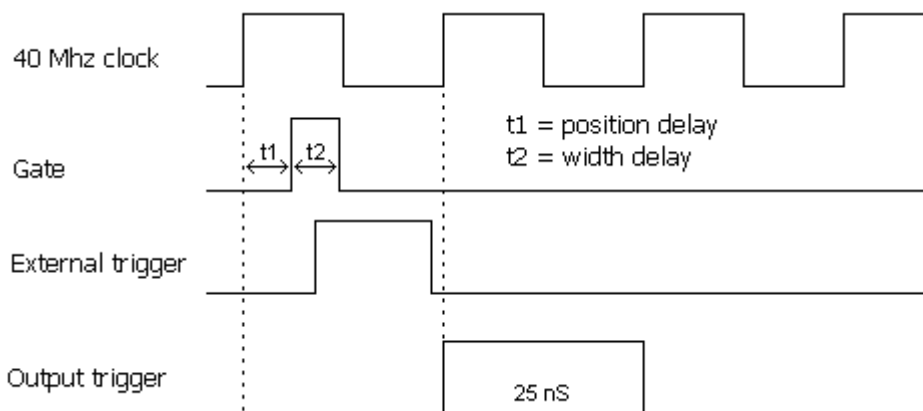 40 Mhz clock
t1 = position delay
t2 = width delay
t1 t2
Gate
External trigger
Output trigger
25 nS